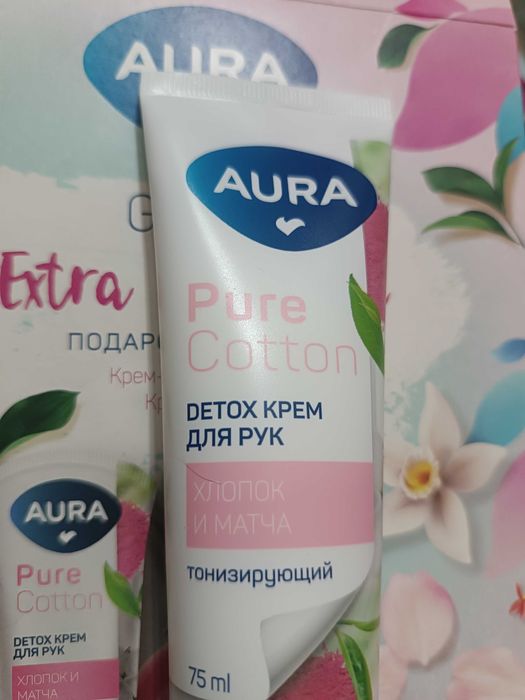 AURA
Extra
AURA
Pure
Cotton
DETOX КРЕМ
ДЛЯ РУК
ХЛОПОК
И МАТЧА
тонизирующий
75 ml
AURA
Pure
Cotton
DETOX КРЕМ
ДЛЯ РУК
ХЛОПОК И
МАТЧА